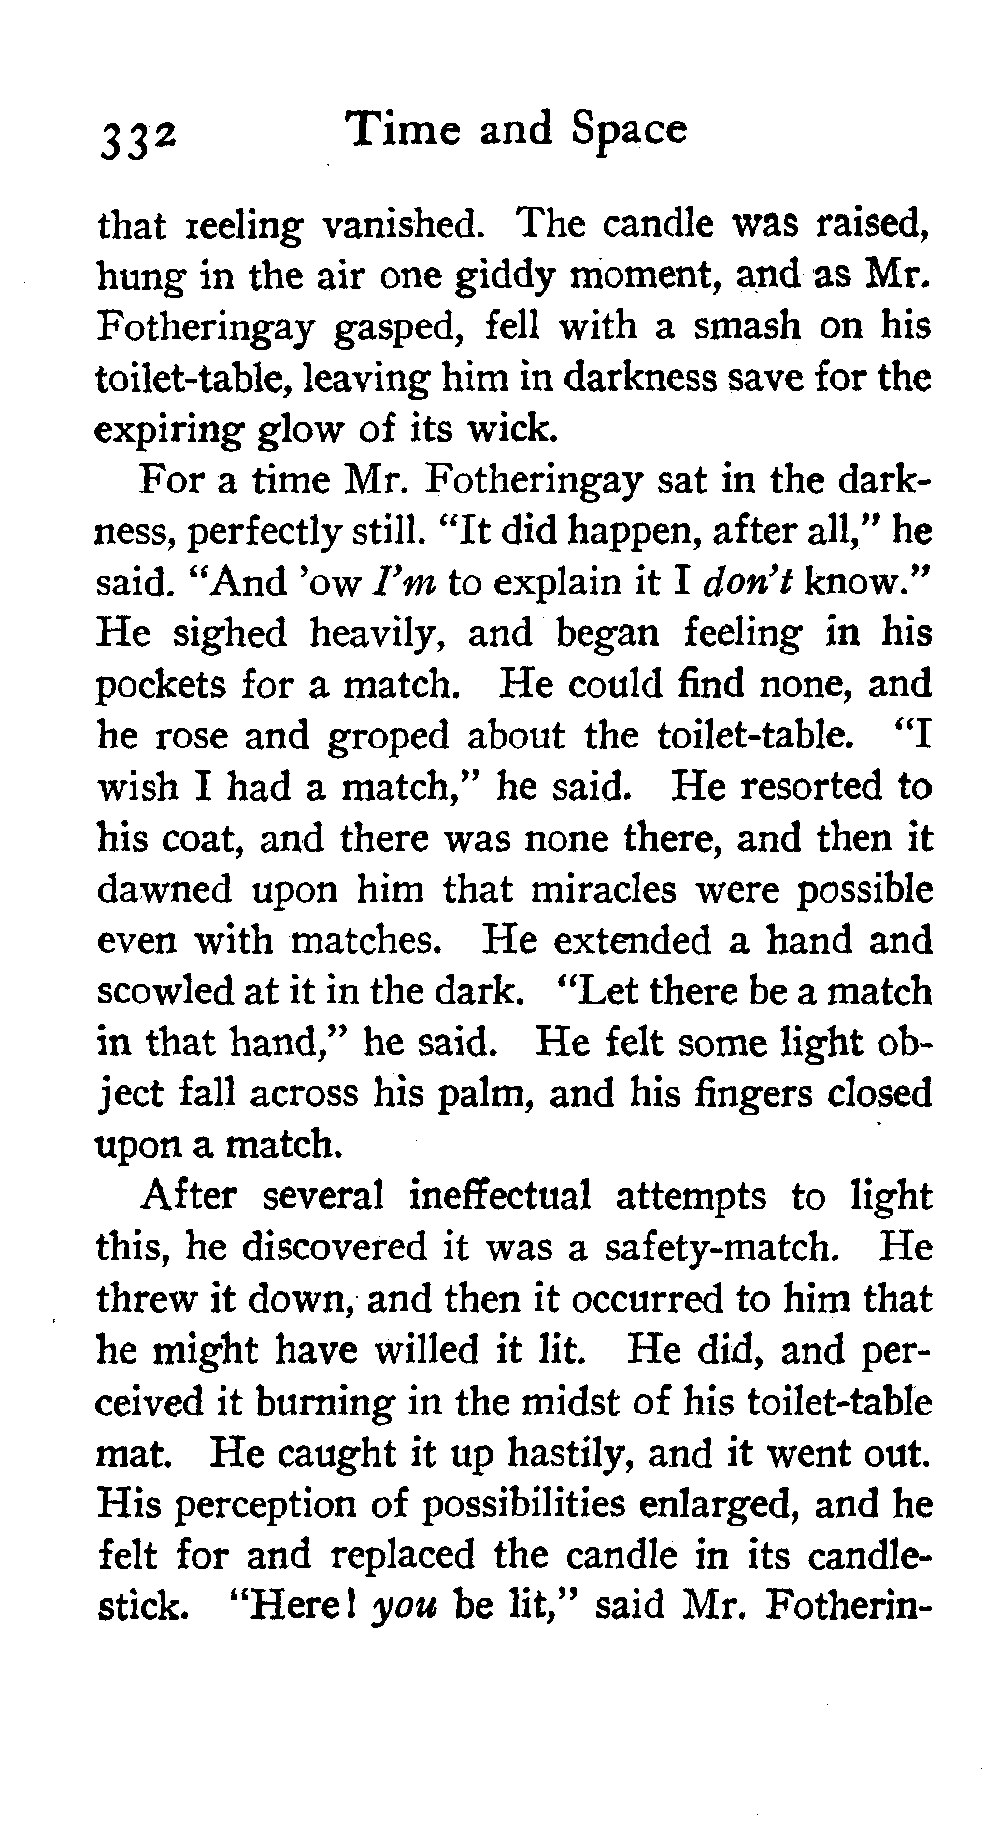 332 Time and Space
that reeling vanished. The candle was raised,
hung in the air one giddy moment, and as Mr.
Fotheringay gasped, fell with a smash on his
toilet-table, leaving him in darkness save for the
expiring glow of its wick.
For a time Mr. Fotheringay sat in the dark-
ness, perfectly still. “It did happen, after all,” he
said. “And ’ow I’m to explain it I don’t know.”
He sighed heavily, and began feeling in his
pockets for a match. He could find none, and
he rose and groped about the toilet-table. “I
wish I had a match,” he said. He resorted to
his coat, and there was none there, and then it
dawned upon him that miracles were possible
even with matches. He extended a hand and
scowled at it in the dark. “Let there be a match
in that hand,” he said. He felt some light ob-
ject fall across his palm, and his fingers closed
upon a match.
After several ineffectual attempts to light
this, he discovered it was a safety-match. He
threw it down, and then it occurred to him that
he might have willed it lit. He did, and per-
ceived it burning in the midst of his toilet-table
mat. He caught it up hastily, and it went out.
His perception of possibilities enlarged, and he
felt for and replaced the candle in its candle-
stick. “Here! you be lit,” said Mr. Fotherin-